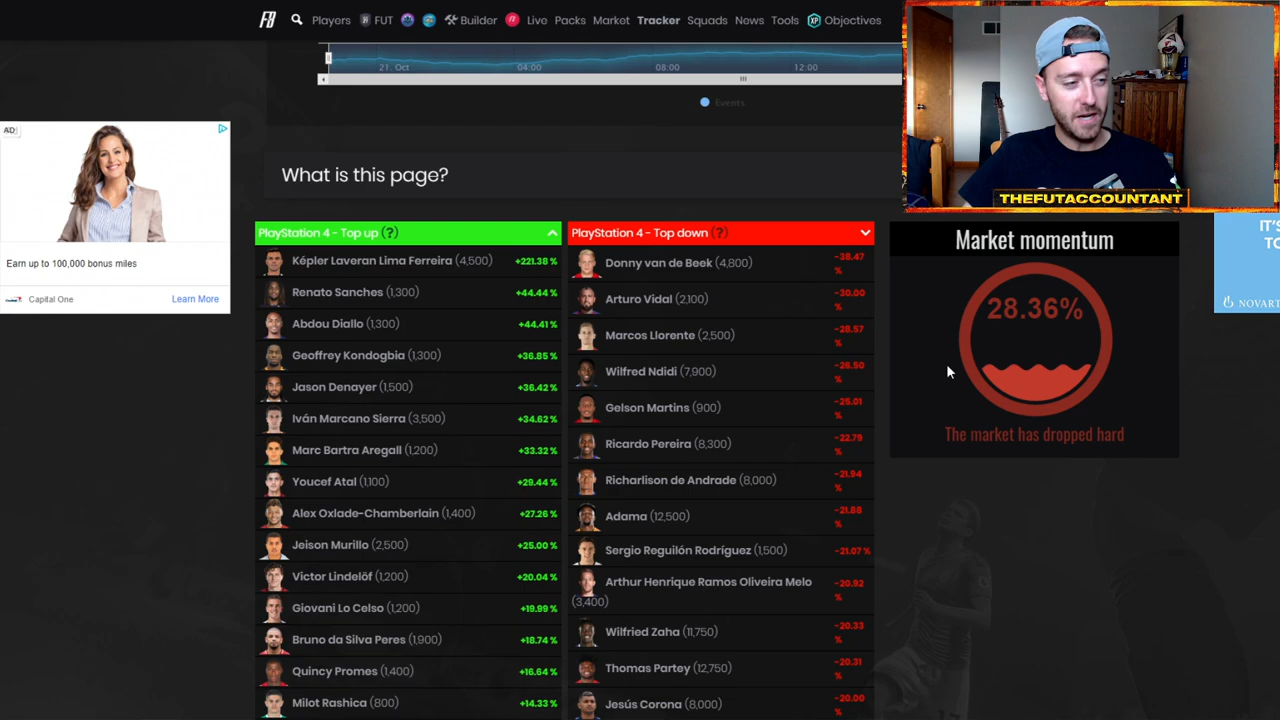 FB Players FUT Builder Live Packs Market Tracker Squads News Tools XP Objectives
21. Oct 04:00 08:00 12:00
Events
AD
What is this page?
THEFUTACCOUNTANT
Earn up to 100,000 bonus miles
Capital One Learn More
IT'S
TO
NOVART
PlayStation 4 - Top up (?)
Képler Laveran Lima Ferreira (4,500) +221.38 %
Renato Sanches (1,300) +44.44 %
Abdou Diallo (1,300) +44.41 %
Geoffrey Kondogbia (1,300) +36.85 %
Jason Denayer (1,500) +36.42 %
Iván Marcano Sierra (3,500) +34.62 %
Marc Bartra Aregall (1,200) +33.32 %
Youcef Atal (1,100) +29.44 %
Alex Oxlade-Chamberlain (1,400) +27.26 %
Jeison Murillo (2,500) +25.00 %
Victor Lindelöf (1,200) +20.04 %
Giovani Lo Celso (1,200) +19.99 %
Bruno da Silva Peres (1,900) +18.74 %
Quincy Promes (1,400) +16.64 %
Milot Rashica (800) +14.33 %
PlayStation 4 - Top down (?)
Donny van de Beek (4,800) -38.47 %
Arturo Vidal (2,100) -30.00 %
Marcos Llorente (2,500) -28.57 %
Wilfred Ndidi (7,900) -26.50 %
Gelson Martins (900) -25.01 %
Ricardo Pereira (8,300) -22.79 %
Richarlison de Andrade (8,000) -21.94 %
Adama (12,500) -21.88 %
Sergio Reguilón Rodríguez (1,500) -21.07 %
Arthur Henrique Ramos Oliveira Melo (3,400) -20.92 %
Wilfried Zaha (11,750) -20.33 %
Thomas Partey (12,750) -20.31 %
Jesús Corona (8,000) -20.00 %
Market momentum
28.36%
The market has dropped hard